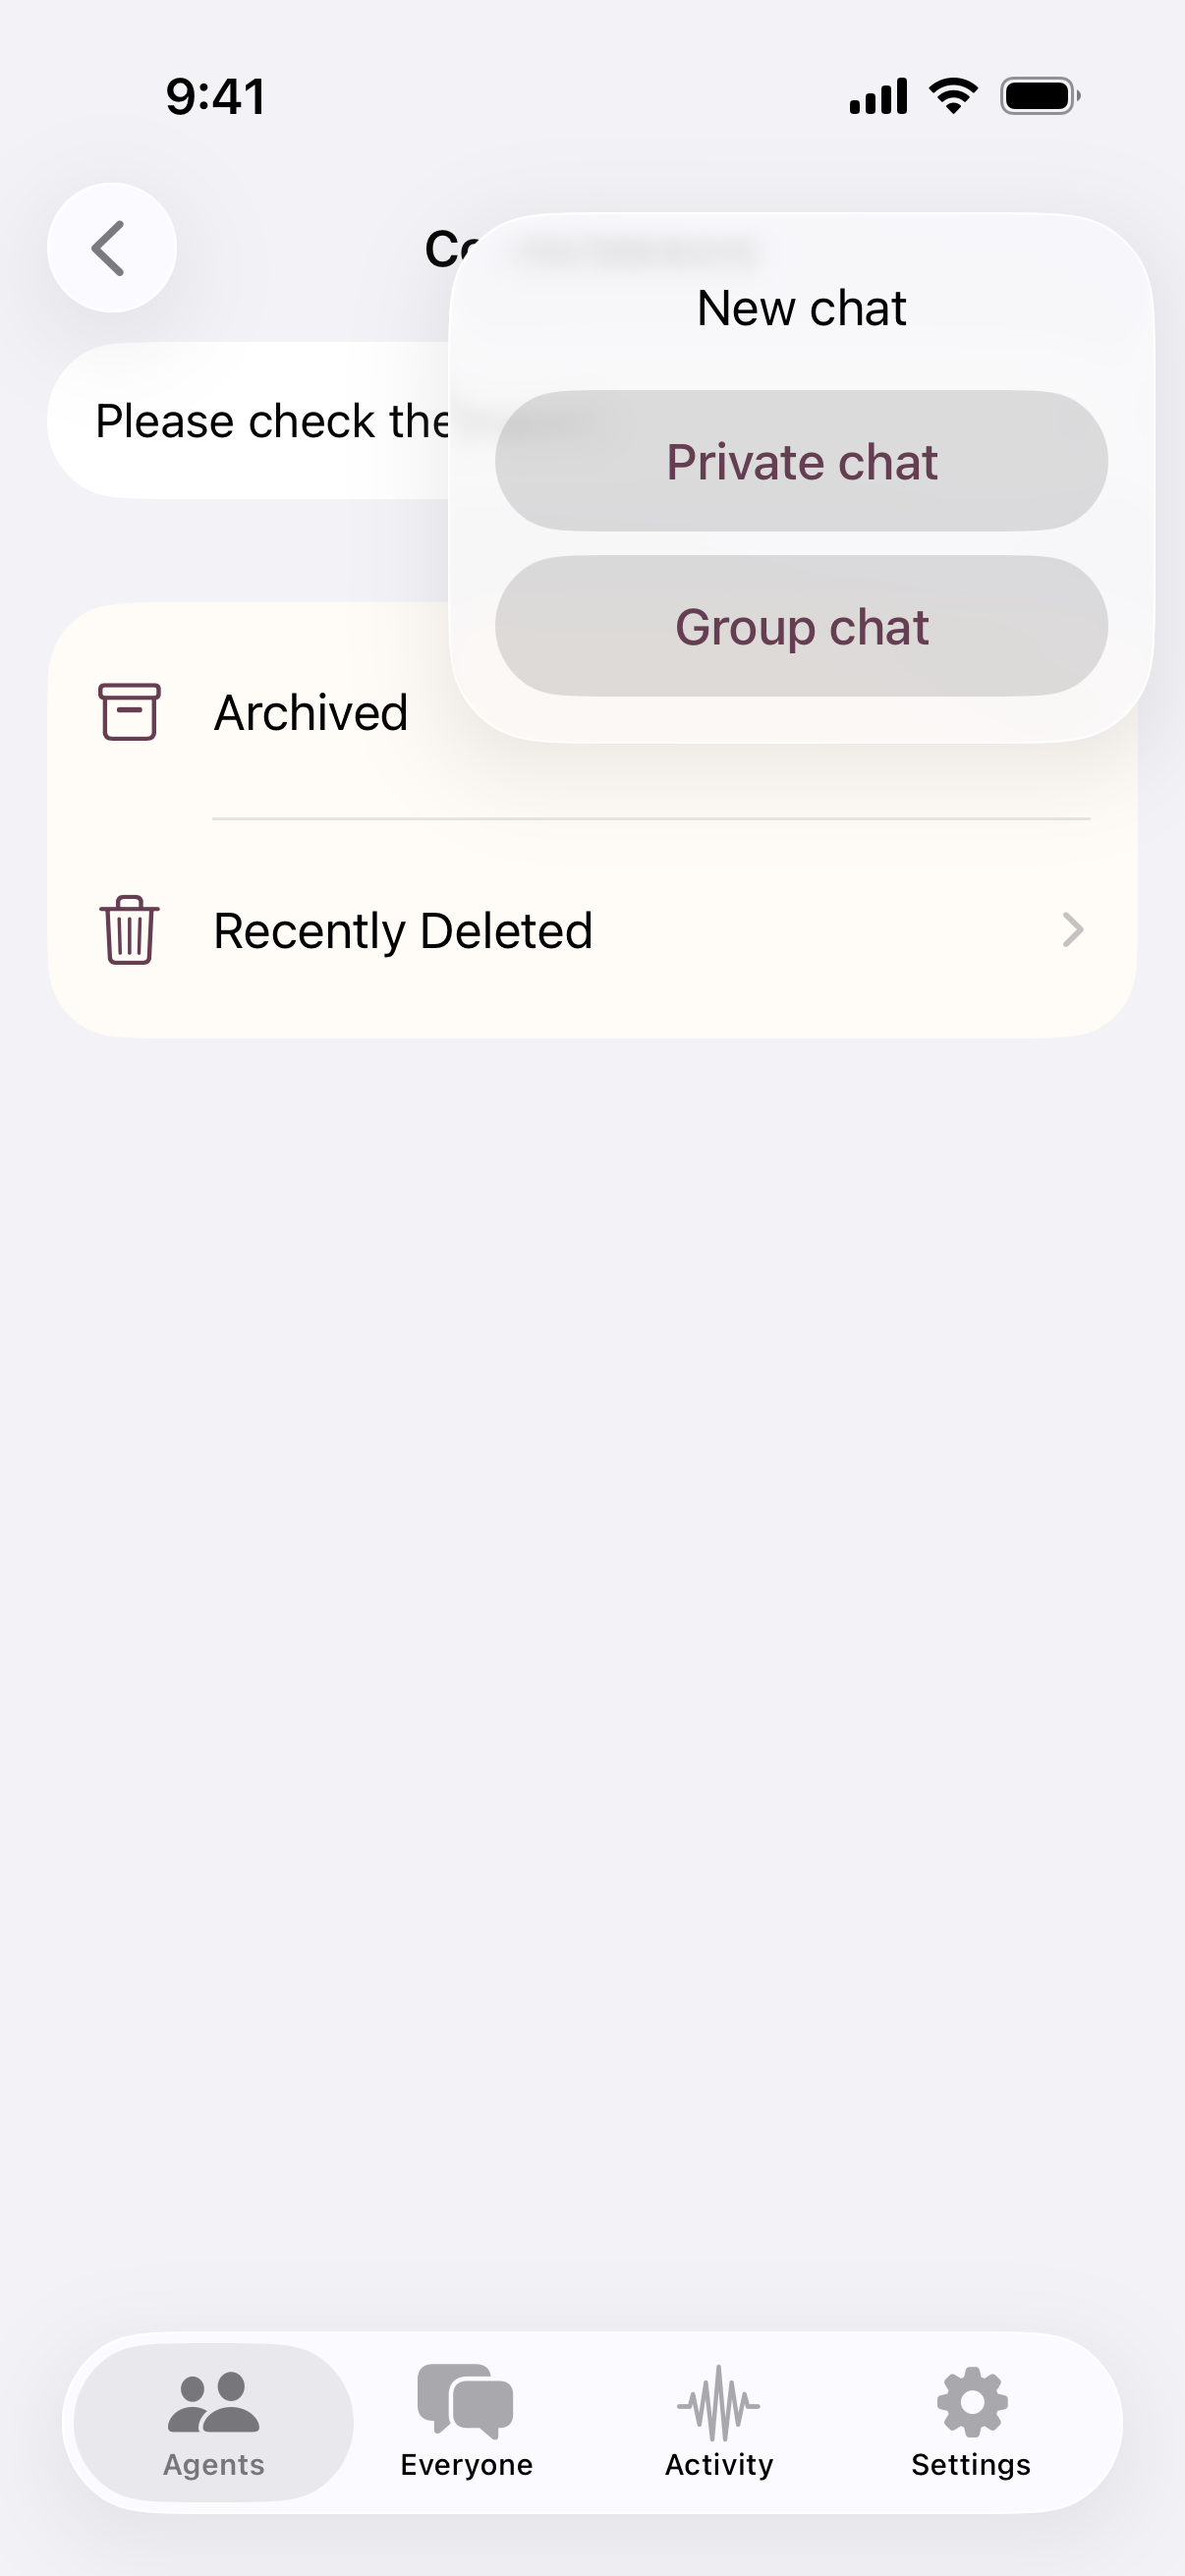 9:41
New chat
Please check the
Private chat
Group chat
Archived
Recently Deleted
Agents
Everyone
Activity
Settings